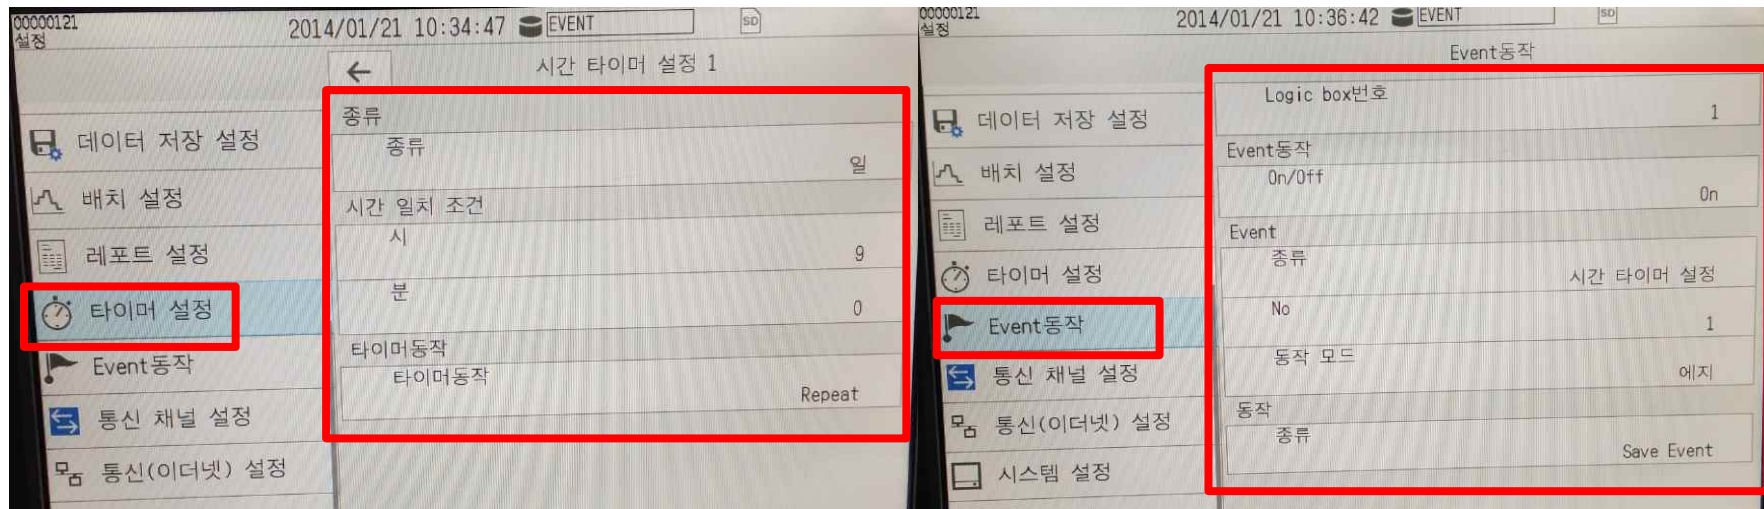 00000121
설정
2014/01/21 10:34:47
EVENT
SD
시간 타이머 설정 1
데이터 저장 설정
배치 설정
레포트 설정
타이머 설정
Event동작
통신 채널 설정
통신(이더넷) 설정
종류
종류
일
시간 일치 조건
시
9
분
0
타이머동작
타이머동작
Repeat
00000121
설정
2014/01/21 10:36:42
EVENT
SD
Event동작
데이터 저장 설정
배치 설정
레포트 설정
타이머 설정
Event동작
통신 채널 설정
통신(이더넷) 설정
시스템 설정
Logic box번호
1
Event동작
On/Off
On
Event
종류
시간 타이머 설정
No
1
동작 모드
에지
동작
종류
Save Event